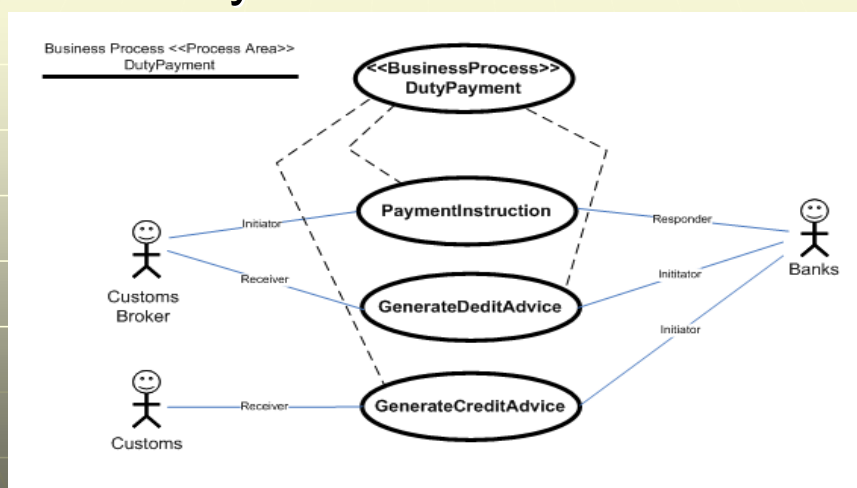 Business Process <<Process Area>>
DutyPayment
<<BusinessProcess>>
DutyPayment
PaymentInstruction
Initiator
Responder
Banks
Receiver
Inititator
GenerateDeditAdvice
Customs
Broker
Initiator
GenerateCreditAdvice
Receiver
Customs